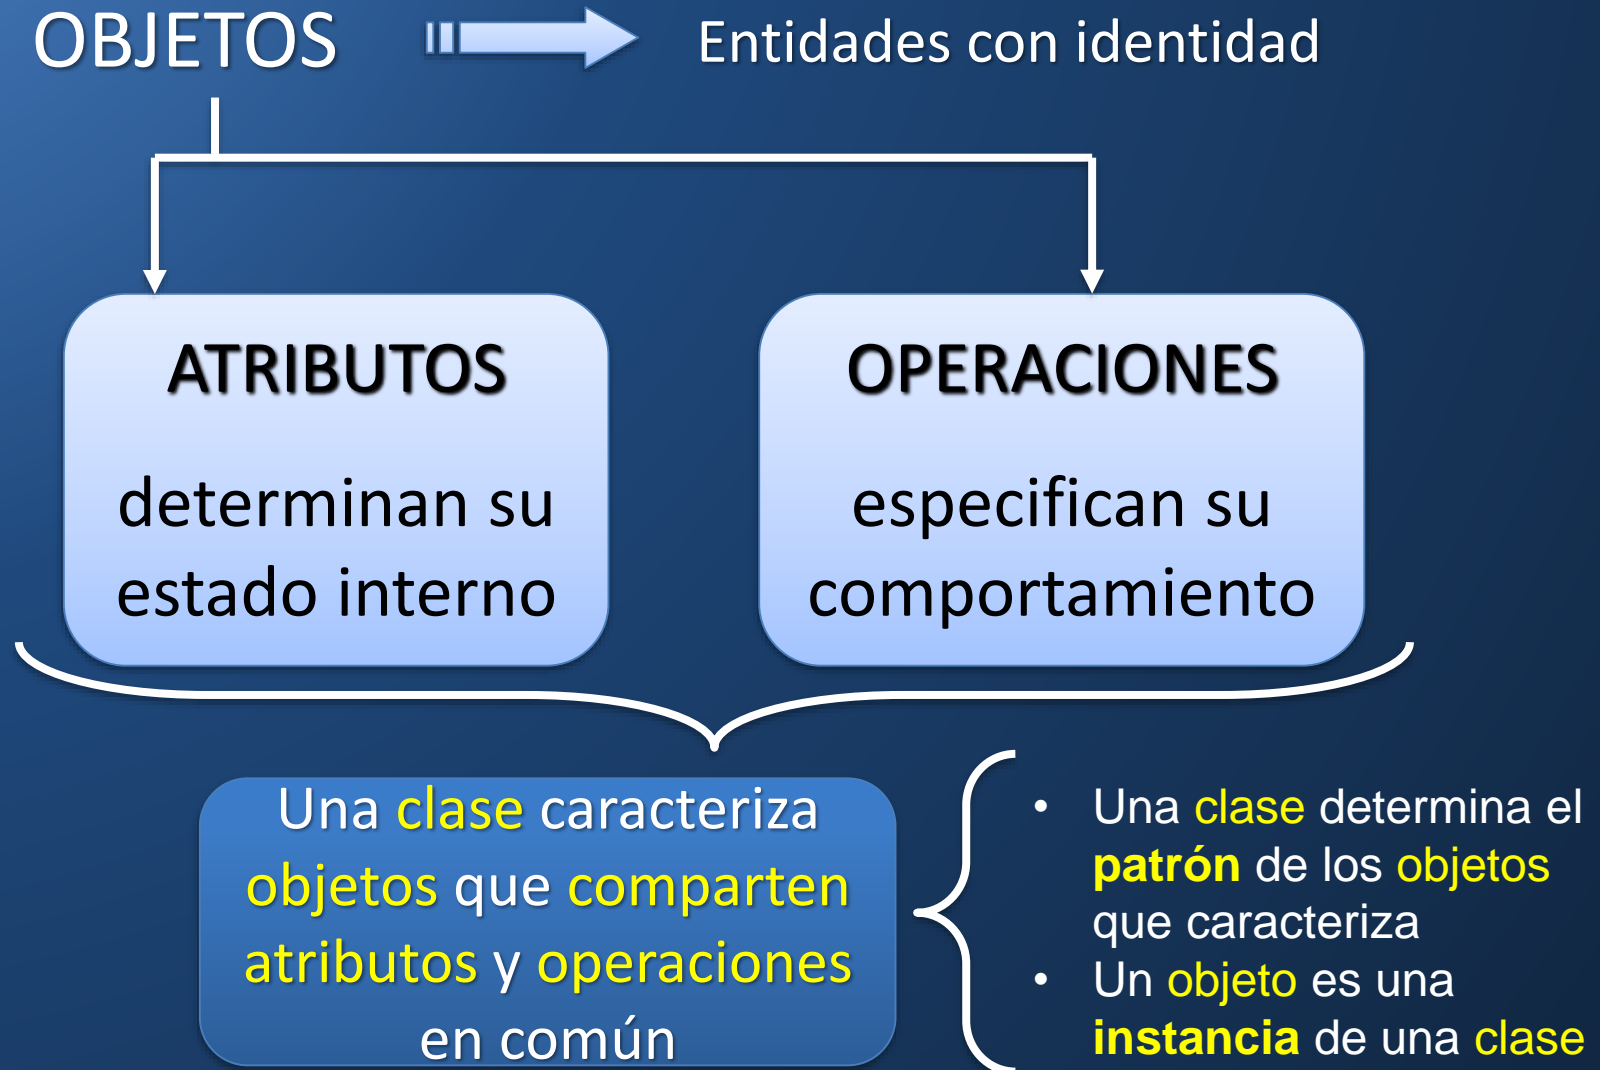 OBJETOS
Entidades con identidad
ATRIBUTOS
determinan su
estado interno
OPERACIONES
especifican su
comportamiento
Una clase caracteriza
objetos que comparten
atributos y operaciones
en común
• Una clase determina el
patrón de los objetos
que caracteriza
• Un objeto es una
instancia de una clase